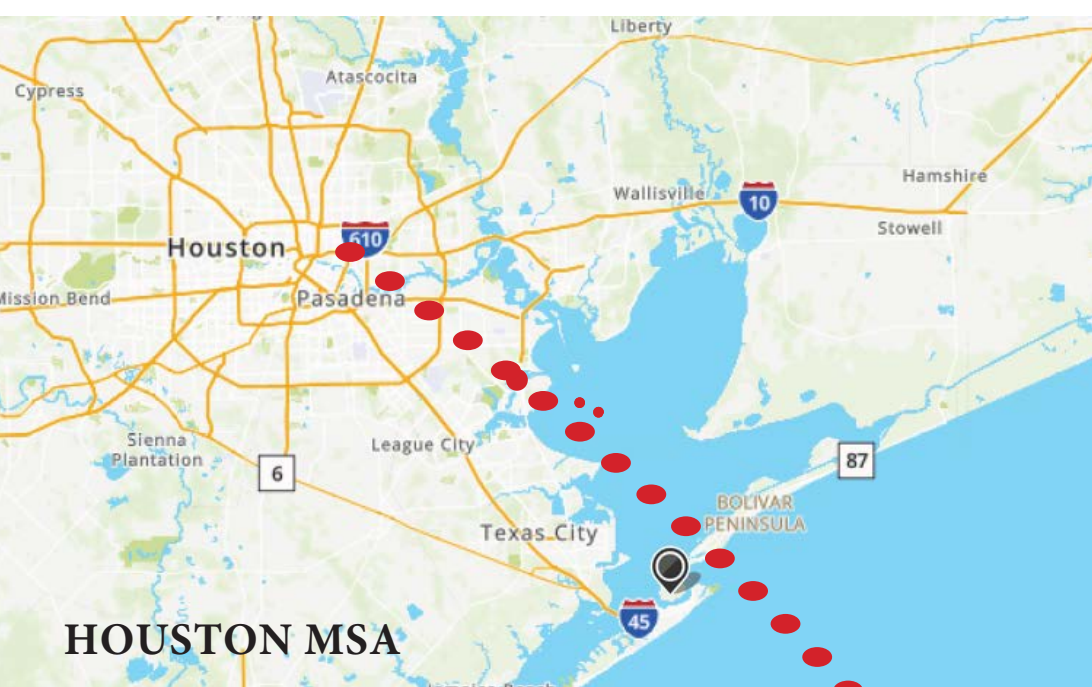 Liberty
Atascocita
Cypress
Hamshire
Wallisville
10
Stowell
610
Houston
Mission Bend
Pasadena
Sienna
Plantation
League City
6
87
BOLIVAR
PENINSULA
Texas City
45
HOUSTON MSA